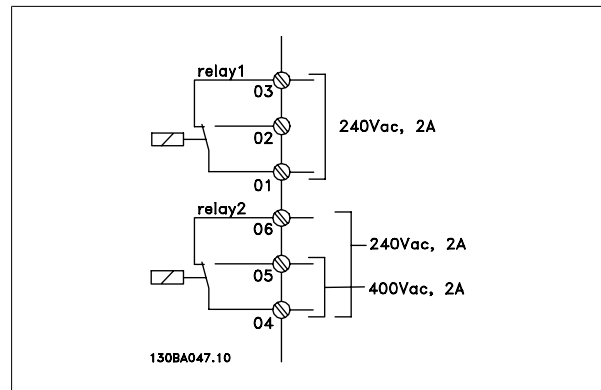 relay1
03
02
240Vac, 2A
01
relay2
06
240Vac, 2A
05
400Vac, 2A
04
130BA047.10